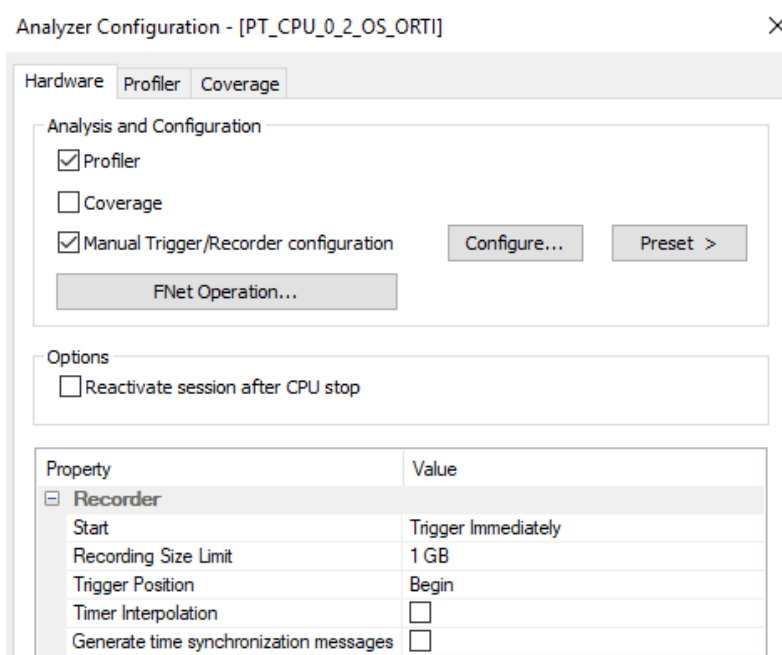 Analyzer Configuration - [PT_CPU_0_2_OS_ORTI]
Hardware Profiler Coverage
Analysis and Configuration
Profiler
Coverage
Manual Trigger/Recorder configuration Configure... Preset >
FNet Operation...
Options
Reactivate session after CPU stop
Property Value
Recorder
Start Trigger Immediately
Recording Size Limit 1 GB
Trigger Position Begin
Timer Interpolation
Generate time synchronization messages